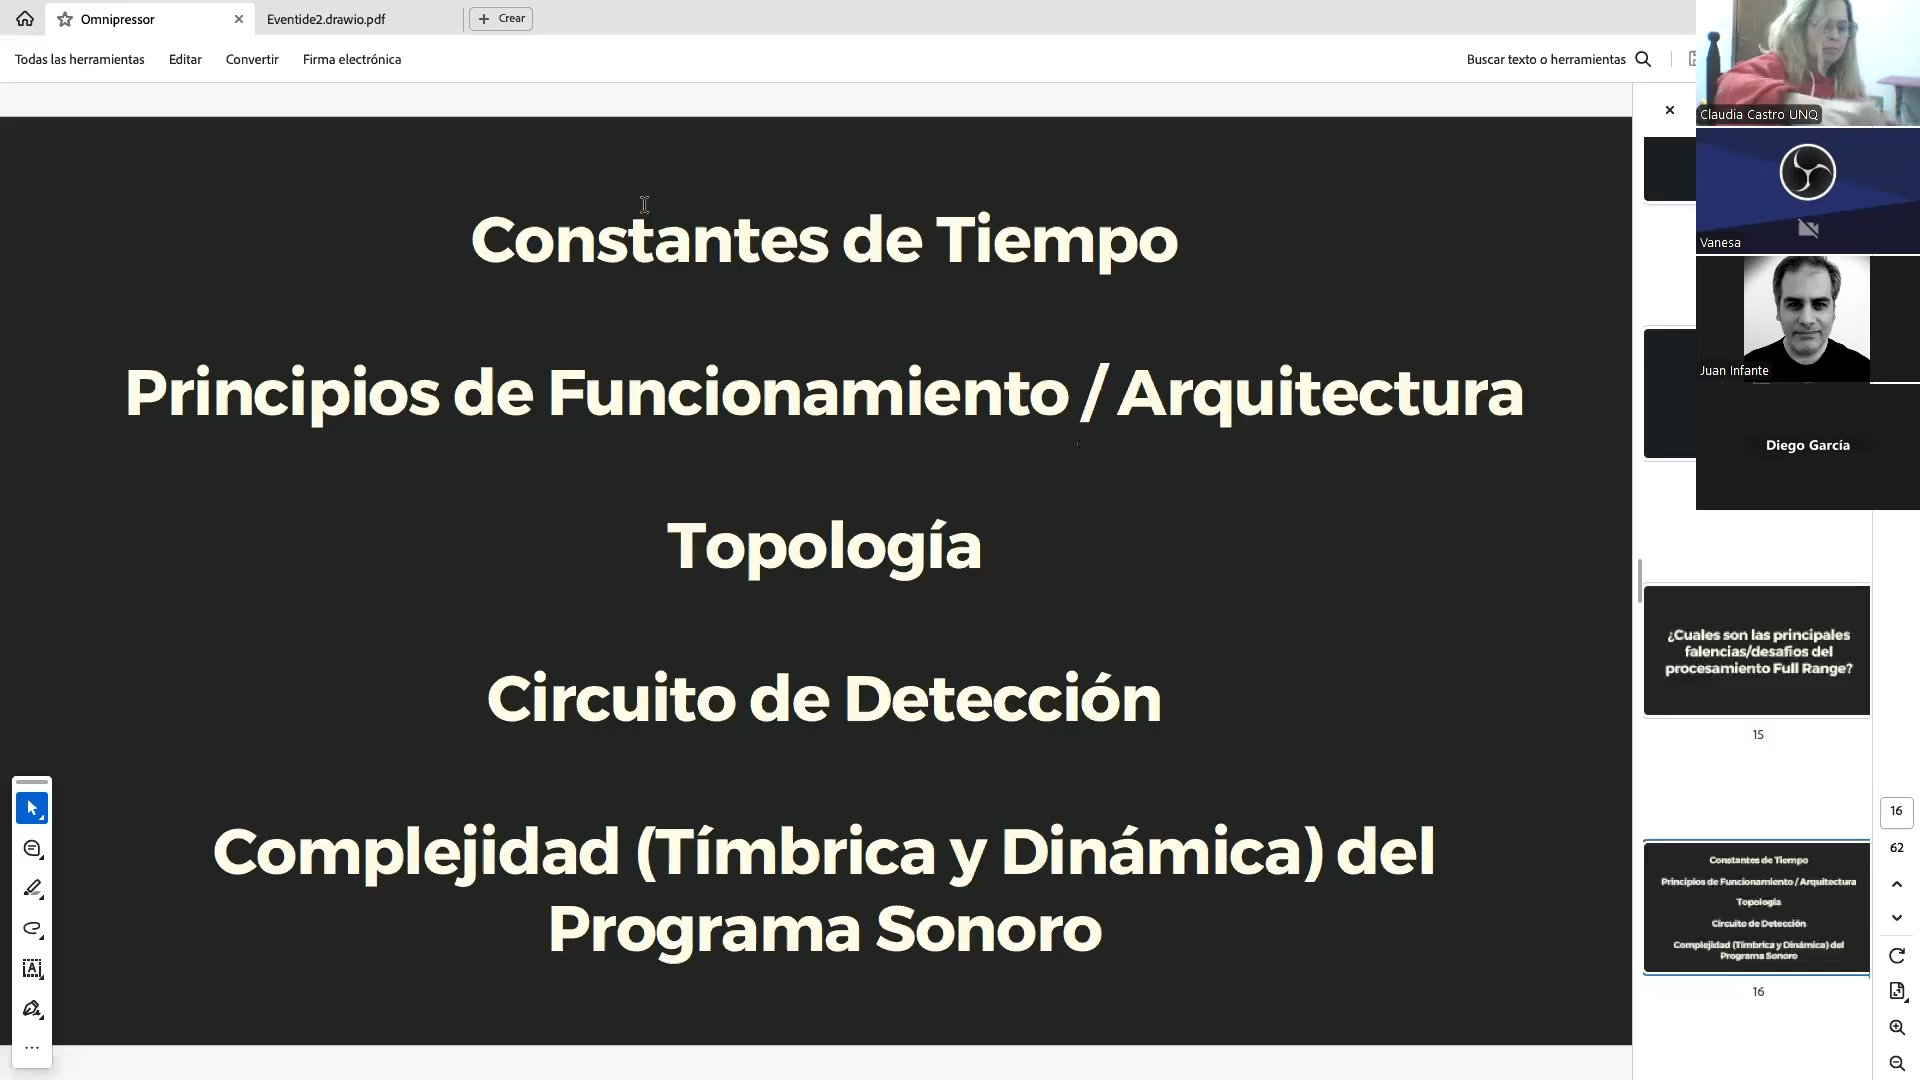 Omnipressor
Eventide2.drawio.pdf
Crear
Todas las herramientas
Editar
Convertir
Firma electrónica
Buscar texto o herramientas
Constantes de Tiempo
Principios de Funcionamiento / Arquitectura
Topología
Circuito de Detección
Complejidad (Tímbrica y Dinámica) del
Programa Sonoro
Claudia Castro UNQ
Vanesa
Juan Infante
Diego García
¿Cuales son las principales
falencias/desafios del
procesamiento Full Range?
15
Constantes de Tiempo
Principios de Funcionamiento / Arquitectura
Topología
Circuito de Detección
Complejidad (Tímbrica y Dinámica) del
Programa Sonoro
16
16
62